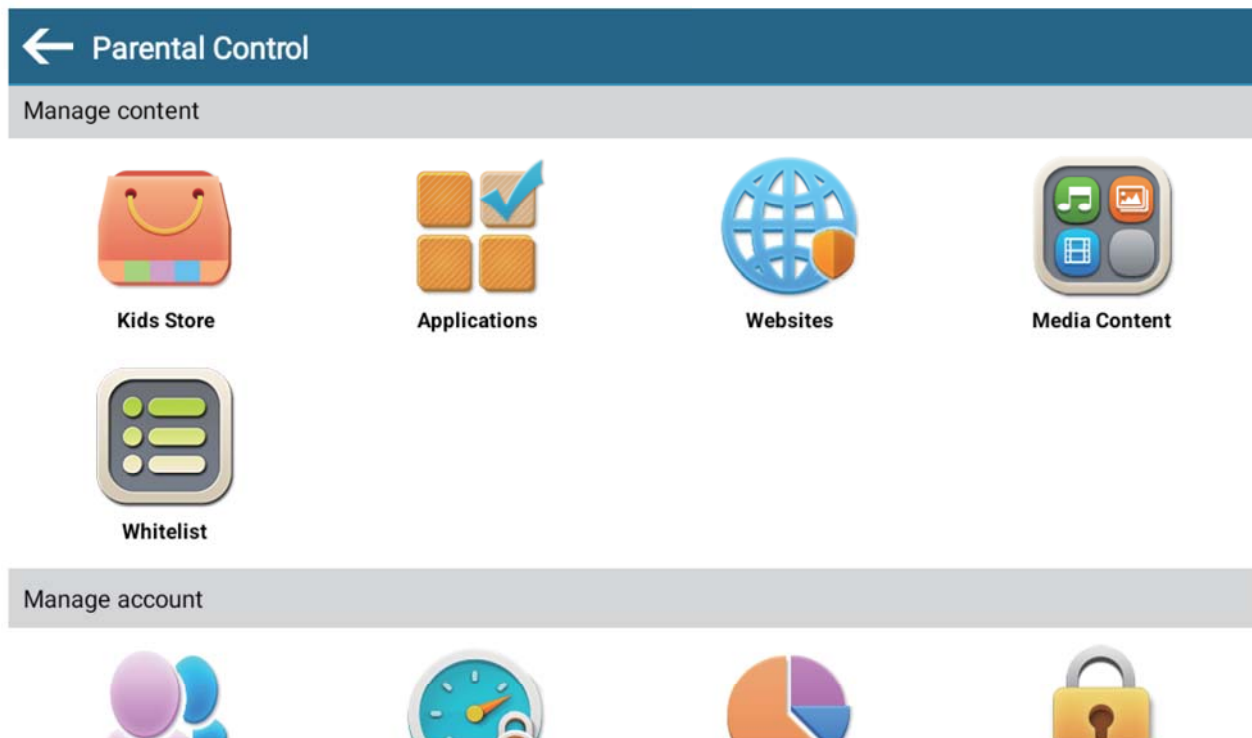 Parental Control
Manage content
Kids Store
Applications
Websites
Media Content
Whitelist
Manage account